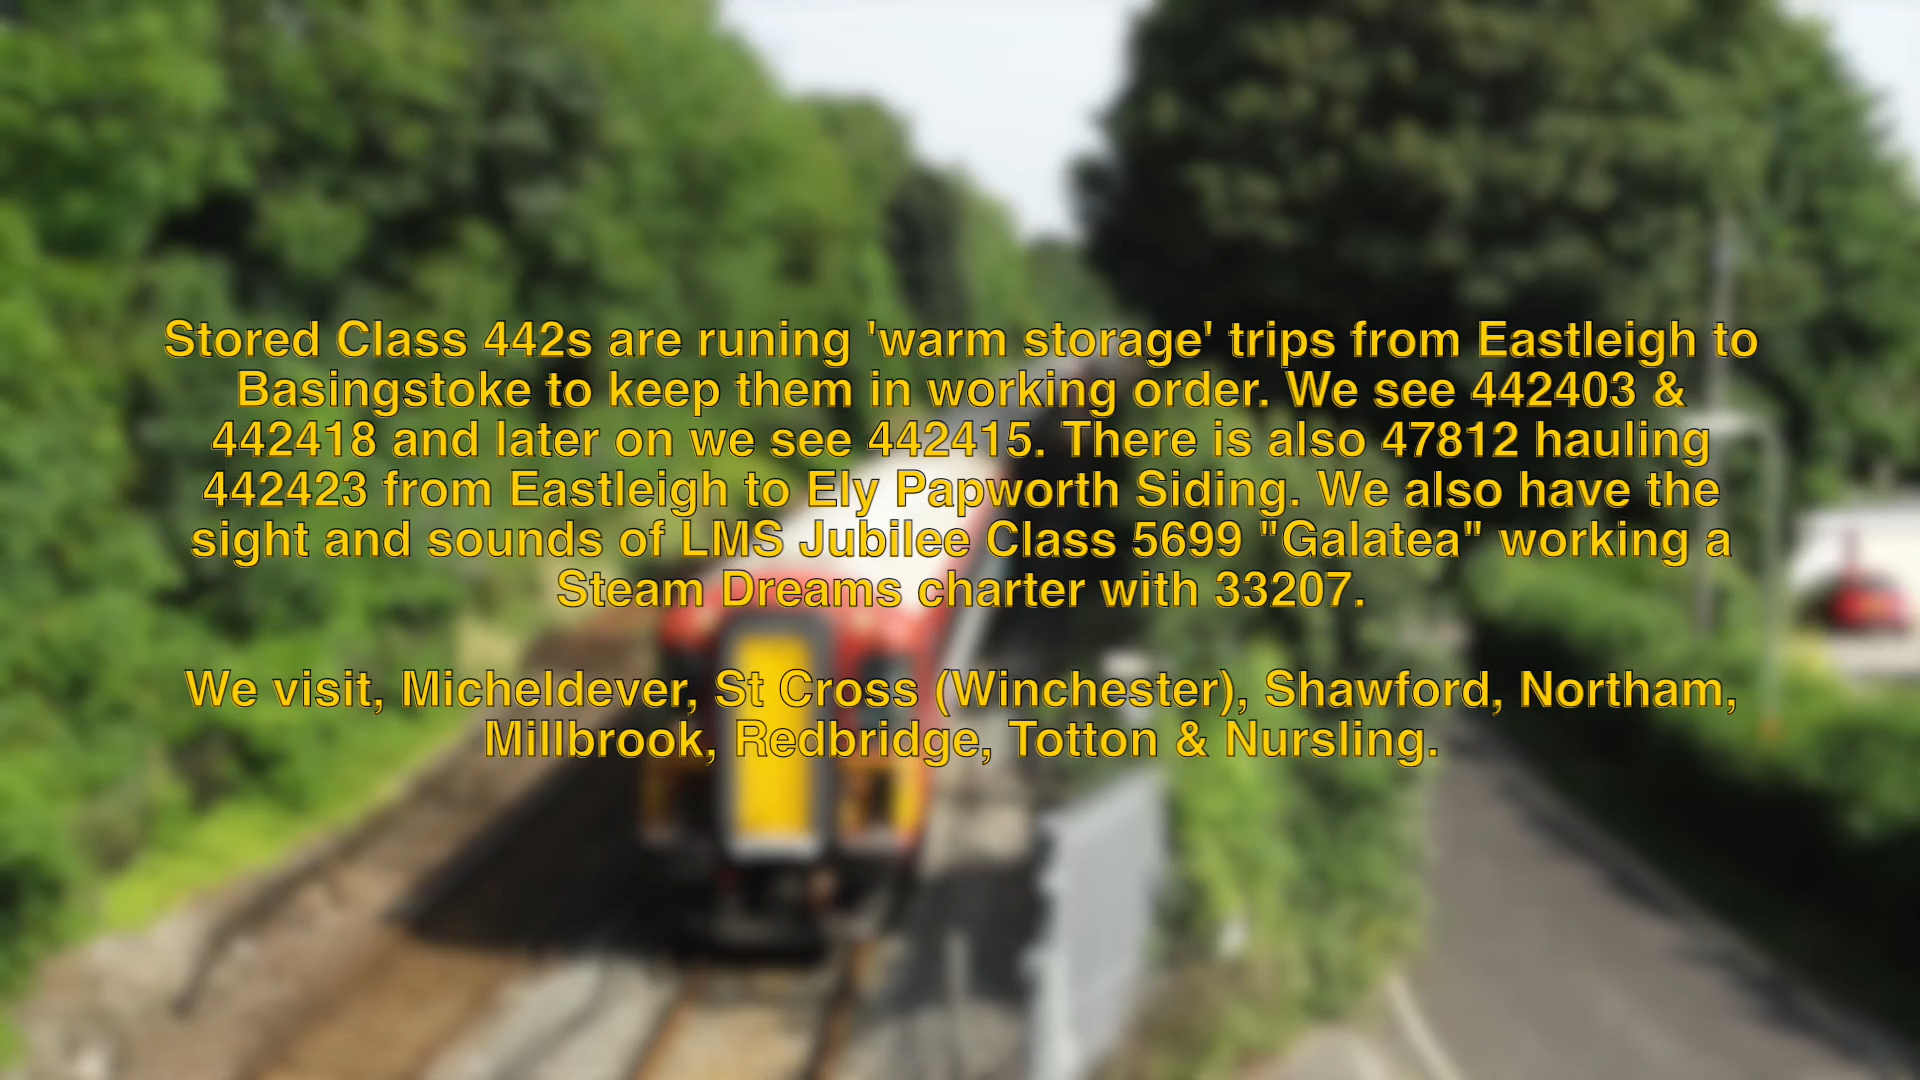 Stored Class 442s are runing 'warm storage' trips from Eastleigh to
Basingstoke to keep them in working order. We see 442403 &
442418 and later on we see 442415. There is also 47812 hauling
442423 from Eastleigh to Ely Papworth Siding. We also have the
sight and sounds of LMS Jubilee Class 5699 "Galatea" working a
Steam Dreams charter with 33207.
We visit, Micheldever, St Cross (Winchester), Shawford, Northam,
Millbrook, Redbridge, Totton & Nursling.